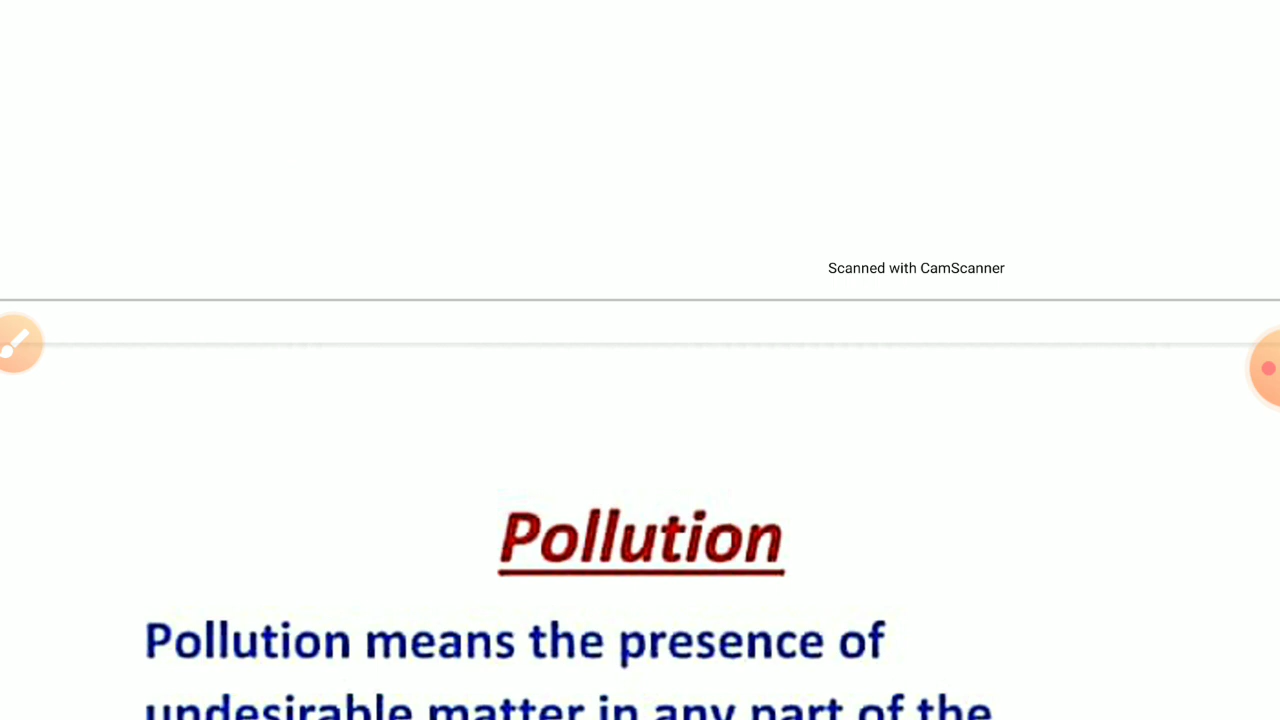 Scanned with CamScanner
Pollution
Pollution means the presence of
undesirable matter in any part of the